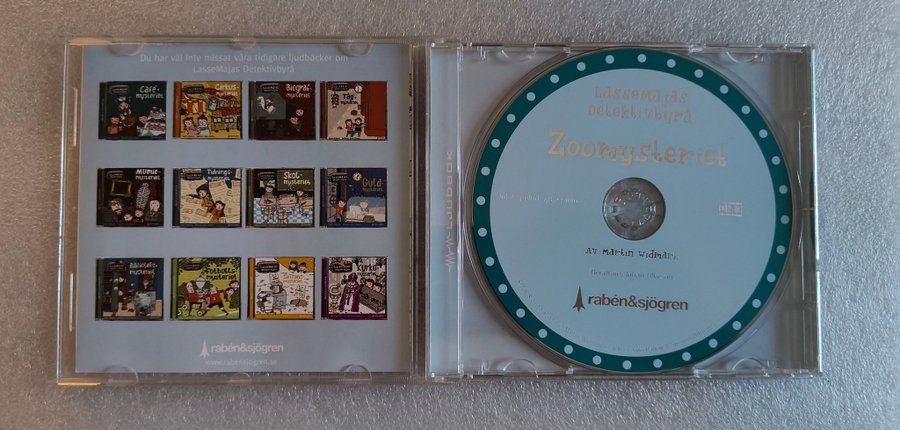 Du har väl inte missat våra tidigare ljudböcker om
LasseMajas Detektivbyrå
Café-
mysteriet
Cirkus-
mysteriet
Biograf-
mysteriet
Tåg-
mysteriet
Mumie-
mysteriet
Tidnings-
mysteriet
Skol-
mysteriet
Guld-
mysteriet
Biblioteks-
mysteriet
Fotbolls-
mysteriet
Kyrko-
rabén&sjögren
www.rabensjogren.se
LJUDBOK
LasseMajas
Detektivbyrå
Zoomysteriet
Av Martin Widmark
rabén&sjögren